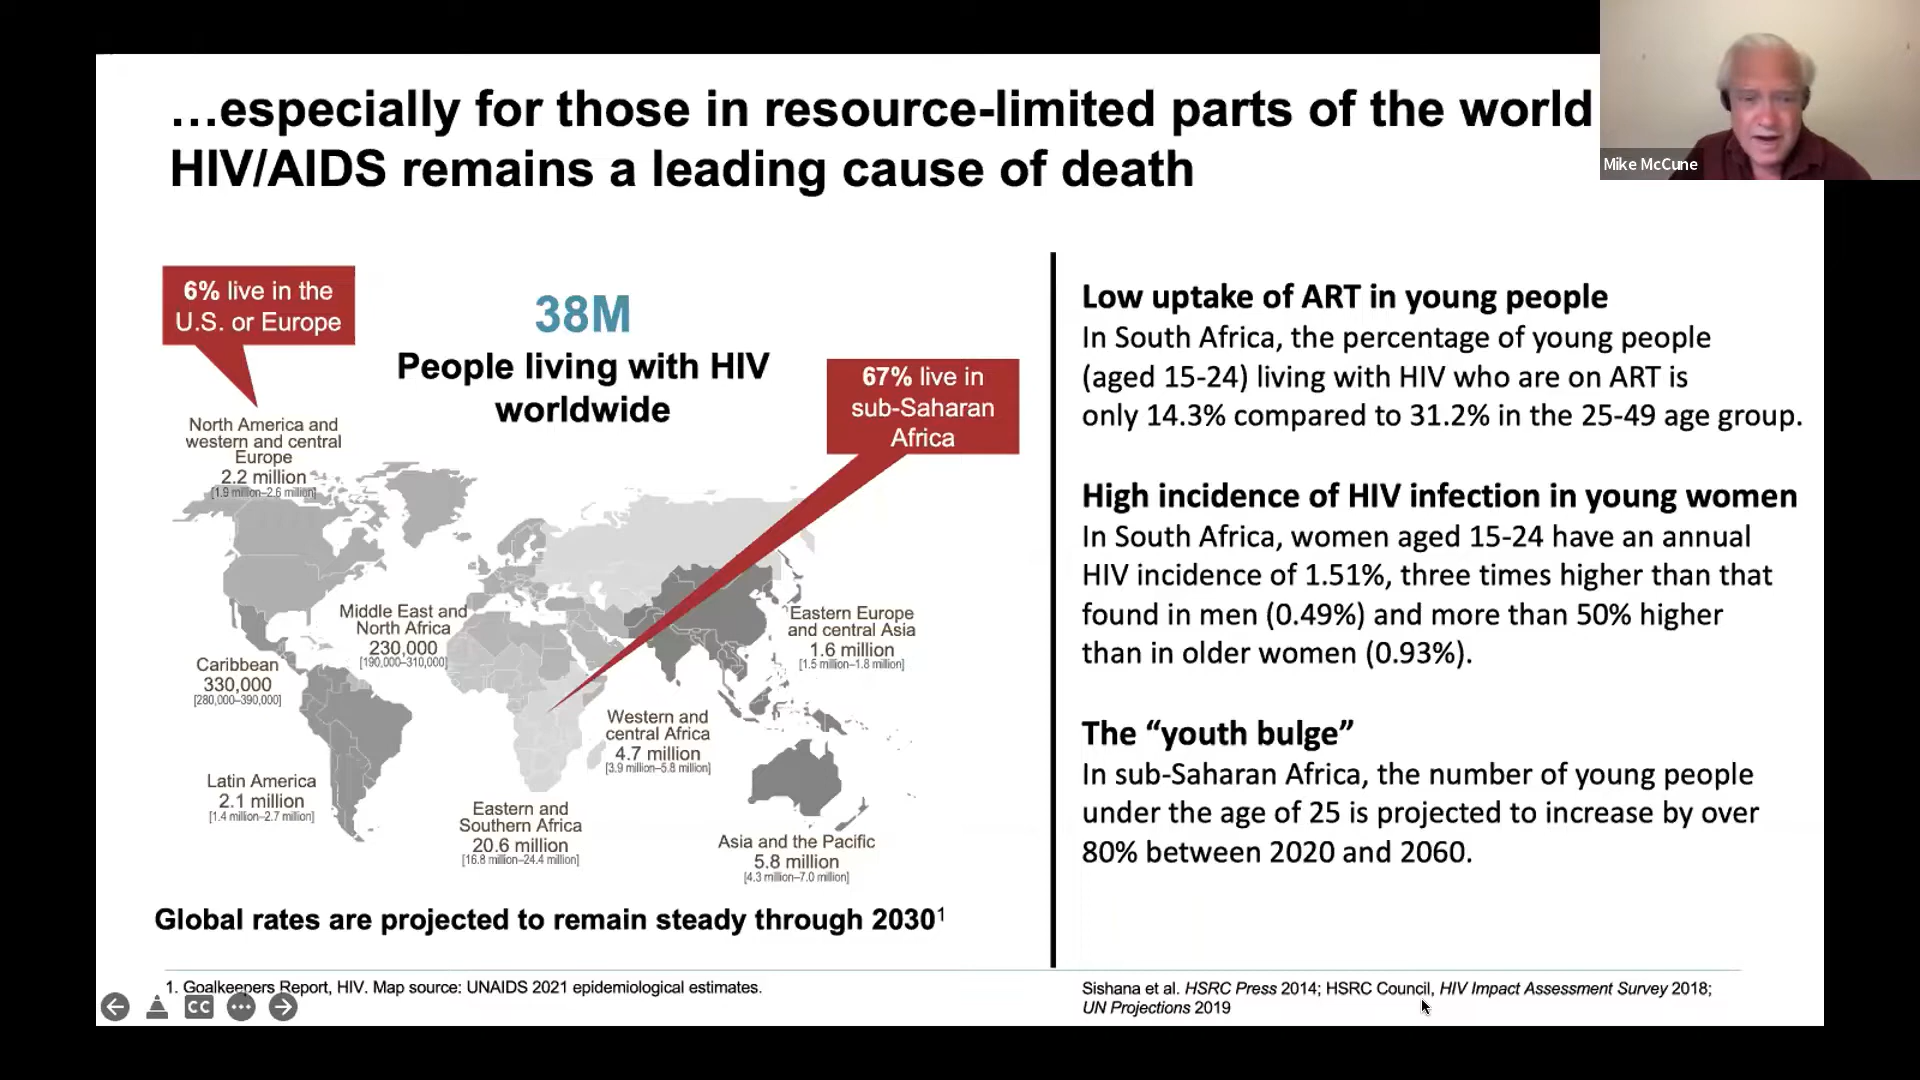 …especially for those in resource-limited parts of the world
HIV/AIDS remains a leading cause of death
Mike McCune
6% live in the
U.S. or Europe
38M
People living with HIV
worldwide
67% live in
sub-Saharan
Africa
North America and
western and central
Europe
2.2 million
[1.9 million–2.6 million]
Middle East and
North Africa
230,000
[190,000–310,000]
Eastern Europe
and central Asia
1.6 million
[1.5 million–1.8 million]
Caribbean
330,000
[280,000–390,000]
Western and
central Africa
4.7 million
[3.9 million–5.8 million]
Latin America
2.1 million
[1.4 million–2.7 million]
Eastern and
Southern Africa
20.6 million
[16.8 million–24.4 million]
Asia and the Pacific
5.8 million
[4.3 million–7.0 million]
Global rates are projected to remain steady through 2030¹
Low uptake of ART in young people
In South Africa, the percentage of young people
(aged 15-24) living with HIV who are on ART is
only 14.3% compared to 31.2% in the 25-49 age group.
High incidence of HIV infection in young women
In South Africa, women aged 15-24 have an annual
HIV incidence of 1.51%, three times higher than that
found in men (0.49%) and more than 50% higher
than in older women (0.93%).
The “youth bulge”
In sub-Saharan Africa, the number of young people
under the age of 25 is projected to increase by over
80% between 2020 and 2060.
1. Goalkeepers Report, HIV. Map source: UNAIDS 2021 epidemiological estimates.
Sishana et al. HSRC Press 2014; HSRC Council, HIV Impact Assessment Survey 2018;
UN Projections 2019
CC